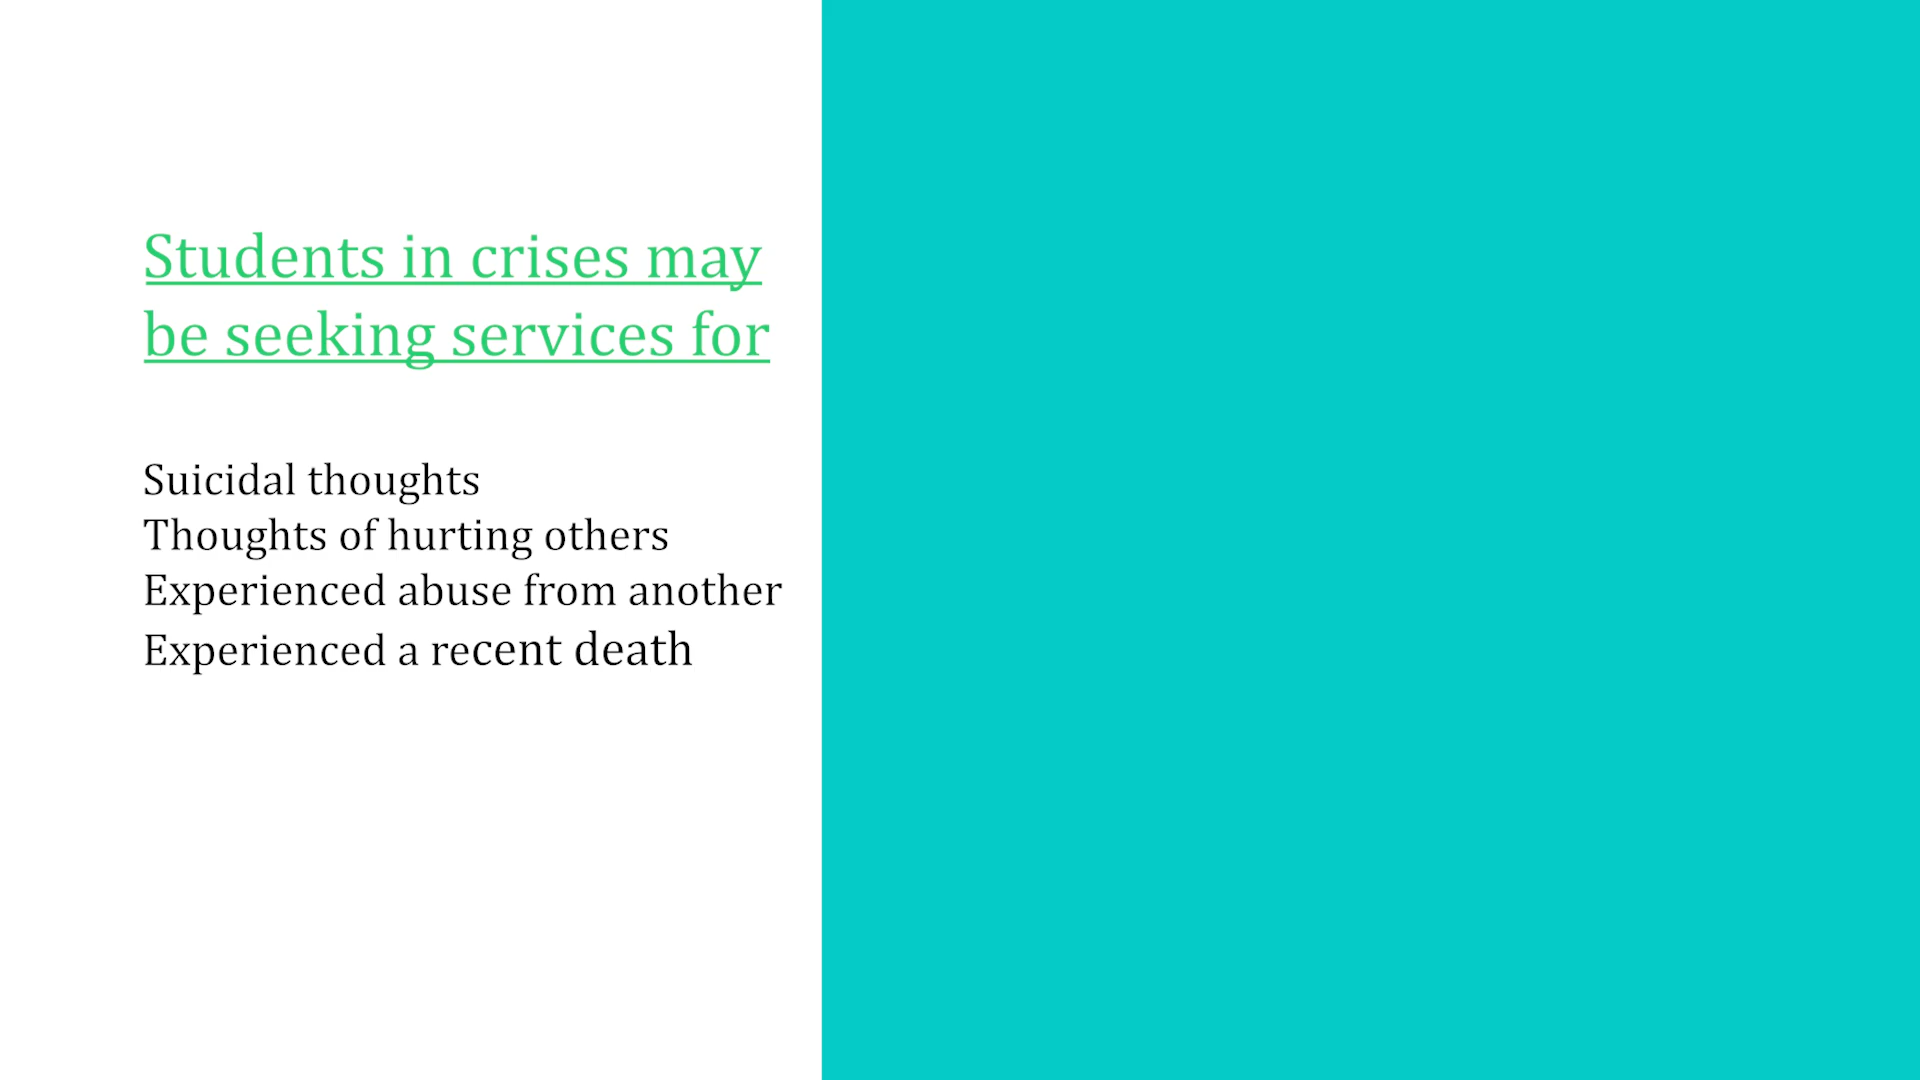 Students in crises may
be seeking services for
Suicidal thoughts
Thoughts of hurting others
Experienced abuse from another
Experienced a recent death